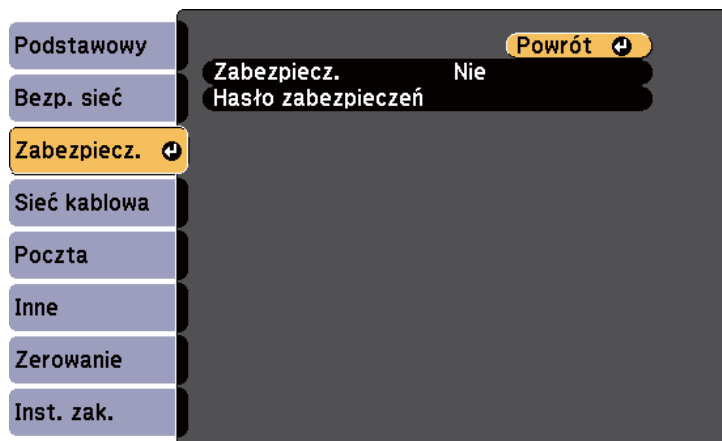 Podstawowy
Bezp. sieć
Zabezpiecz.
Sieć kablowa
Poczta
Inne
Zerowanie
Inst. zak.
Powrót
Zabezpiecz. Nie
Hasło zabezpieczeń